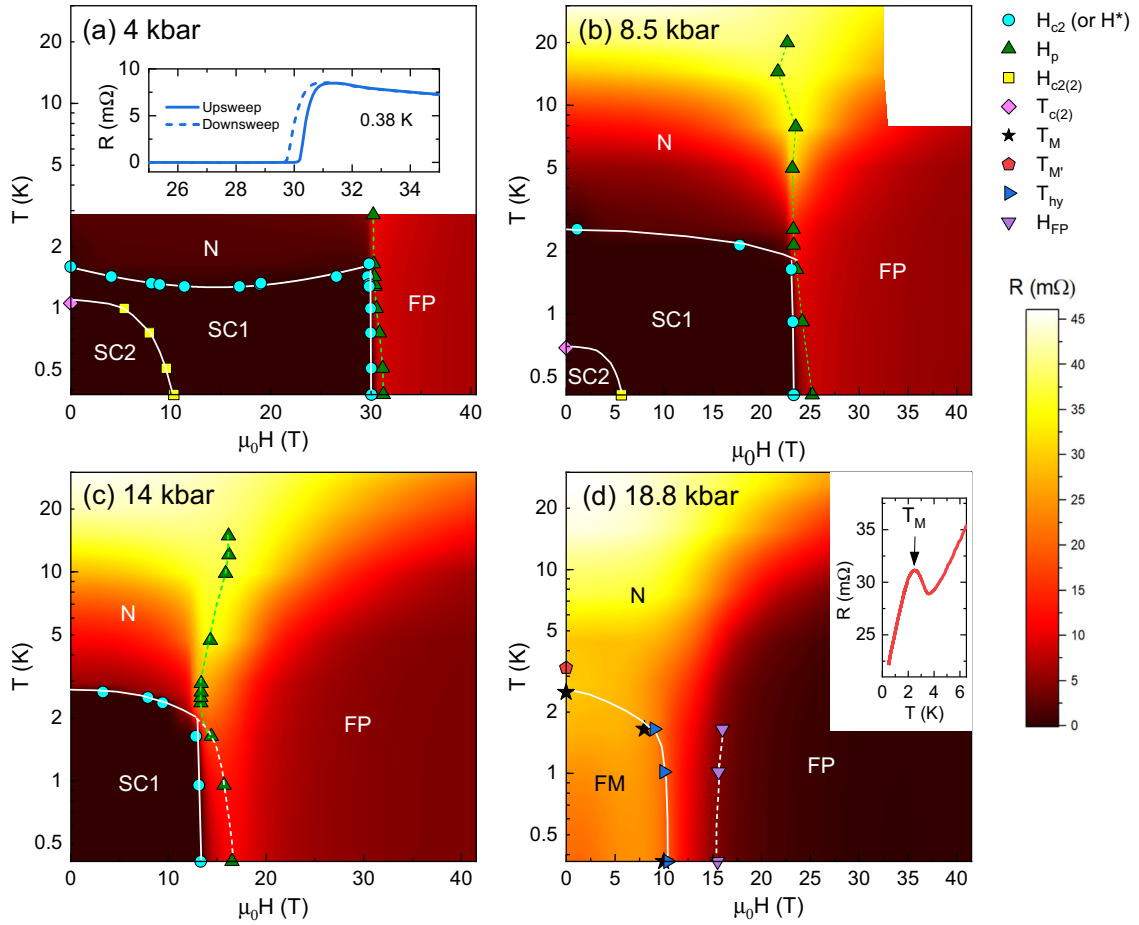 (a) 4 kbar
R (mΩ)
10
5
0
Upsweep
Downsweep
0.38 K
26 28 30 32 34
T (K)
20
10
5
2
1
0.5
N
SC1
SC2
FP
0 10 20 30 40
μ0H (T)
(b) 8.5 kbar
T (K)
20
10
5
2
1
0.5
N
SC1
SC2
FP
0 5 10 15 20 25 30 35 40
μ0H (T)
Hc2 (or H*)
Hp
Hc2(2)
Tc(2)
TM
TM'
Thy
HFP
R (mΩ)
45
40
35
30
25
20
15
10
5
0
(c) 14 kbar
T (K)
20
10
5
2
1
0.5
N
SC1
FP
0 10 20 30 40
μ0H (T)
(d) 18.8 kbar
T (K)
20
10
5
2
1
0.5
N
FM
FP
0 5 10 15 20 25 30 35 40
μ0H (T)
TM
R (mΩ)
35
30
25
0 2 4 6
T (K)